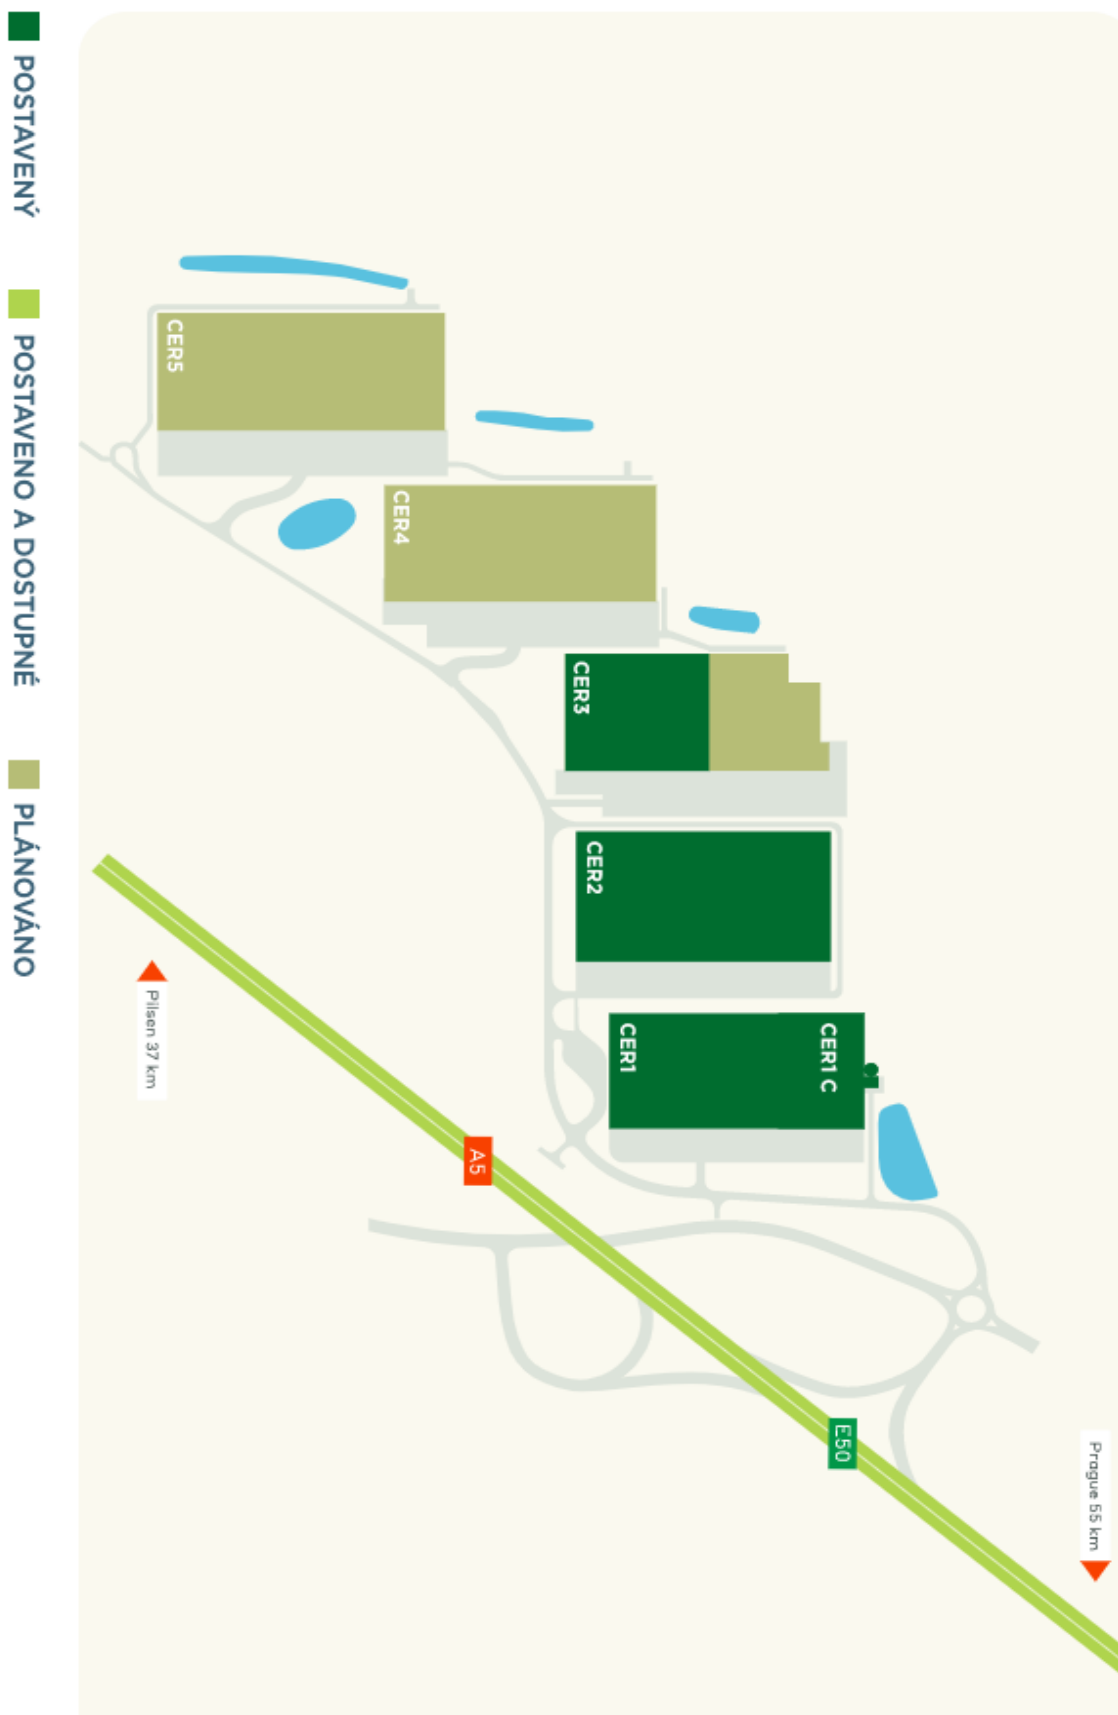 POSTAVENÝ
POSTAVENO A DOSTUPNÉ
PLÁNOVÁNO
CER5
CER4
CER3
CER2
CER1
CER1 C
Pilsen 37 km
A5
E50
Prague 55 km